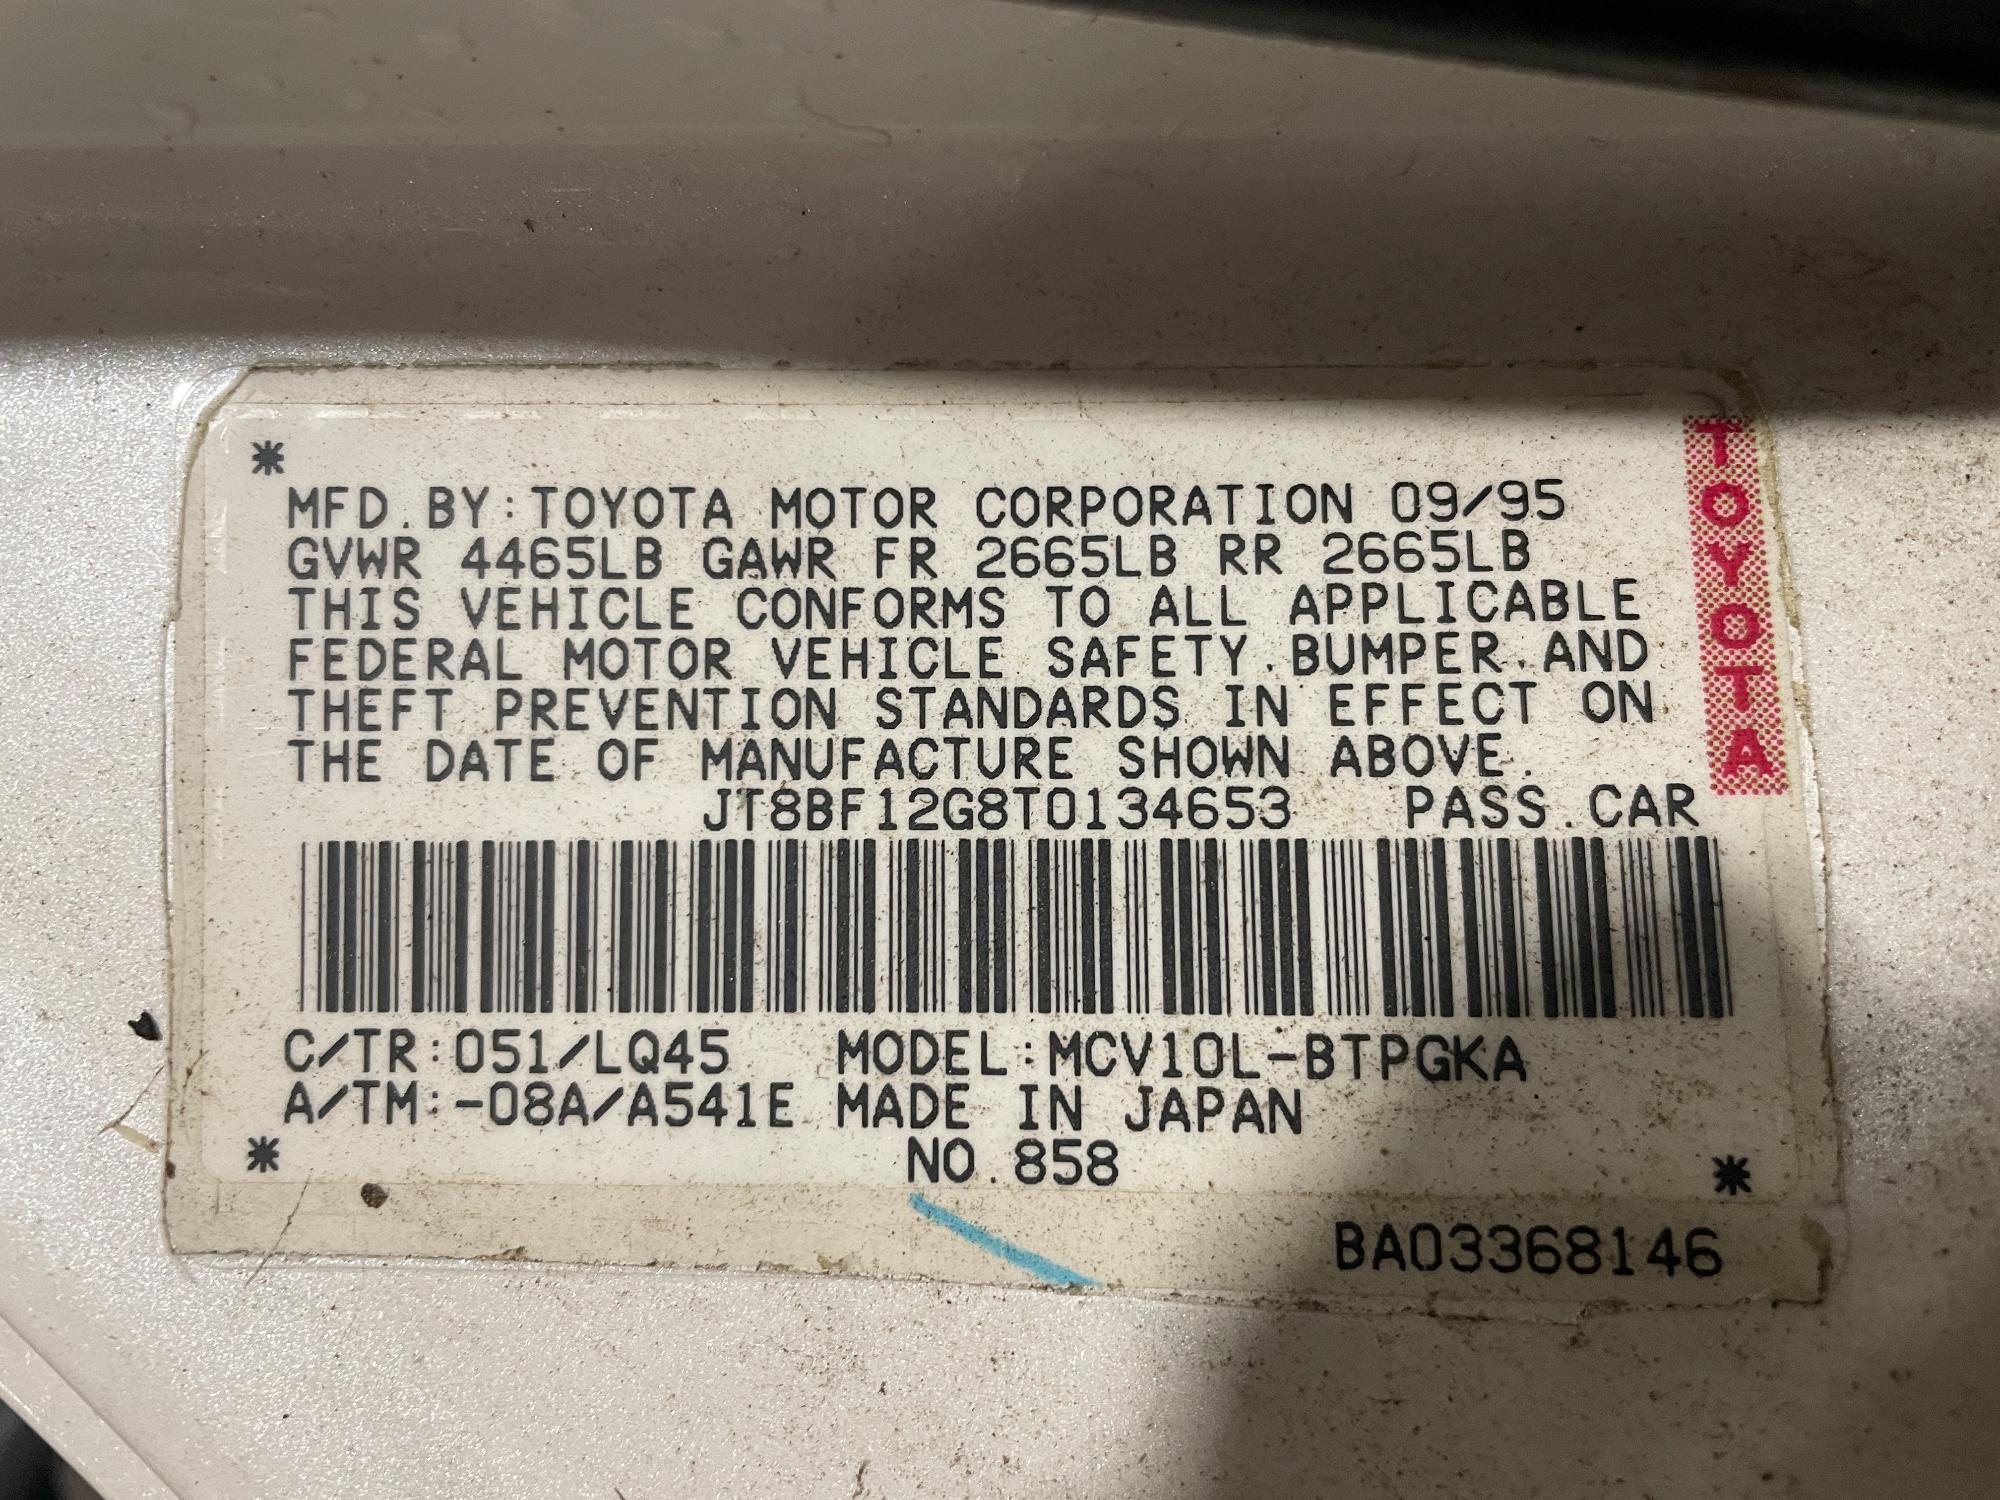 *
MFD.BY:TOYOTA MOTOR CORPORATION 09/95
GVWR 4465LB GAWR FR 2665LB RR 2665LB
THIS VEHICLE CONFORMS TO ALL APPLICABLE
FEDERAL MOTOR VEHICLE SAFETY.BUMPER.AND
THEFT PREVENTION STANDARDS IN EFFECT ON
THE DATE OF MANUFACTURE SHOWN ABOVE.
JT8BF12G8T0134653 PASS.CAR
C/TR:051/LQ45 MODEL:MCV10L-BTPGKA
A/TM:-08A/A541E MADE IN JAPAN
* NO.858 *
BA03368146
TOYOTA